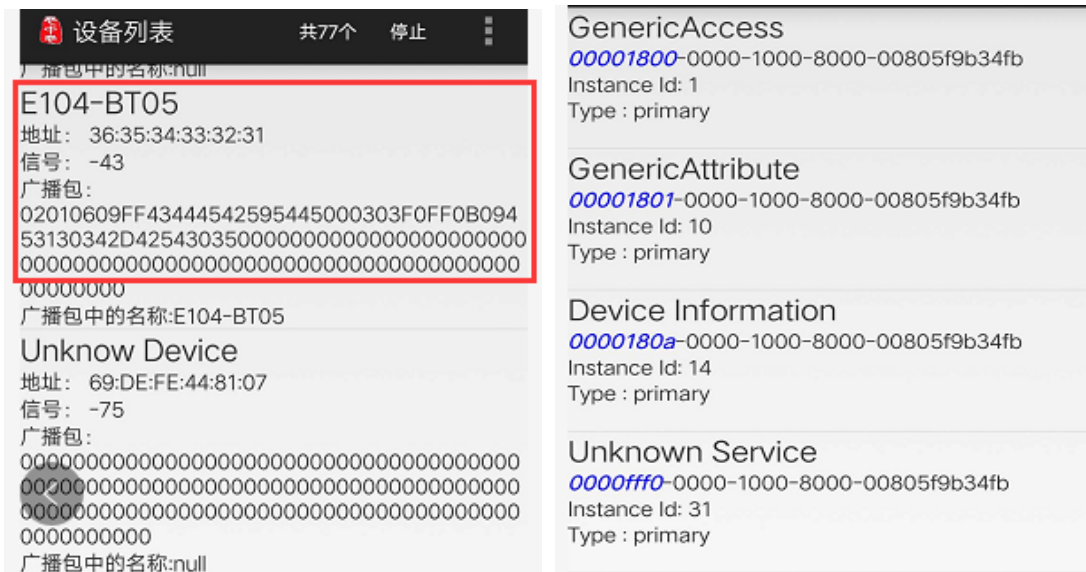 设备列表 共77个 停止
广播包中的名称:null
E104-BT05
地址： 36:35:34:33:32:31
信号： -43
广播包：
02010609FF43444542595445000303F0FF0B094
53130342D425430350000000000000000000000
00000000000000000000000000000000000000
00000000
广播包中的名称:E104-BT05
Unknow Device
地址： 69:DE:FE:44:81:07
信号： -75
广播包：
00000000000000000000000000000000000000
00000000000000000000000000000000000000
00000000000000000000000000000000000000
0000000000
广播包中的名称:null
GenericAccess
00001800-0000-1000-8000-00805f9b34fb
Instance Id: 1
Type : primary
GenericAttribute
00001801-0000-1000-8000-00805f9b34fb
Instance Id: 10
Type : primary
Device Information
0000180a-0000-1000-8000-00805f9b34fb
Instance Id: 14
Type : primary
Unknown Service
0000fff0-0000-1000-8000-00805f9b34fb
Instance Id: 31
Type : primary